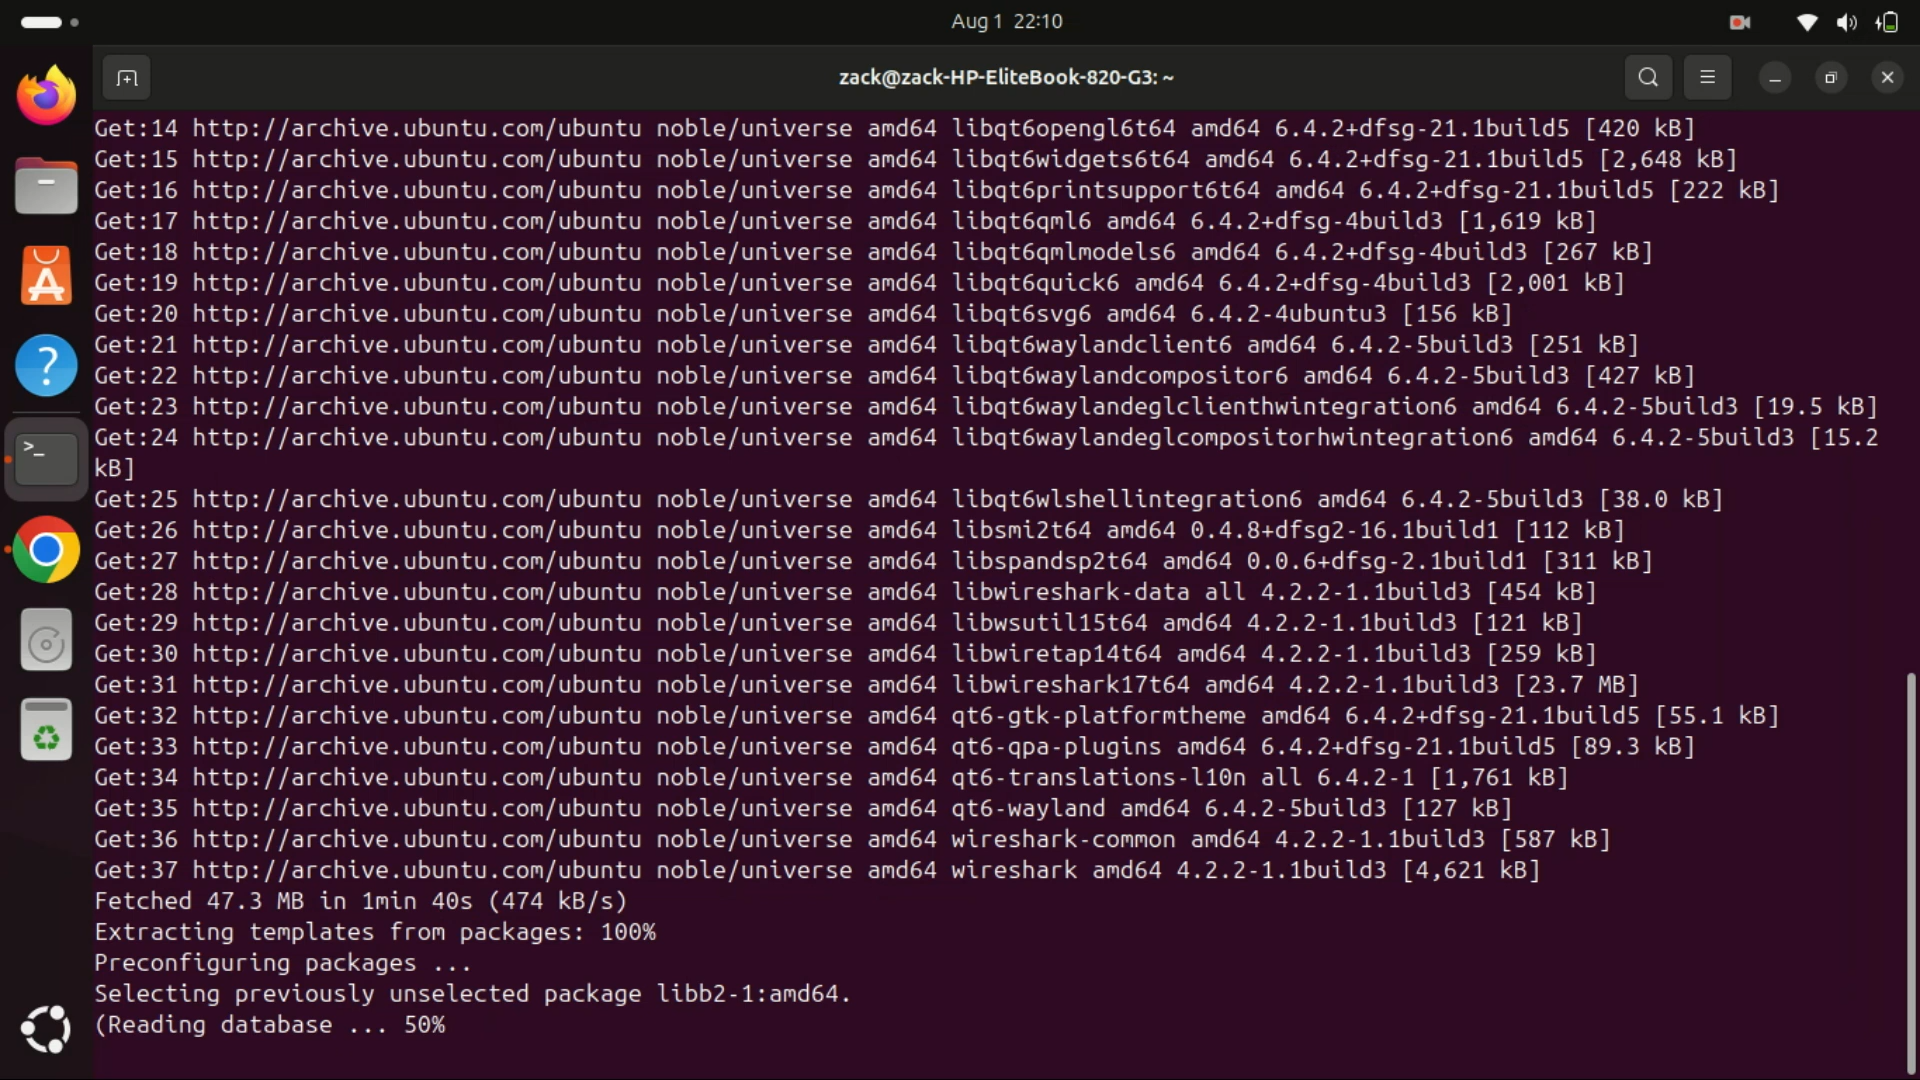 Aug 1 22:10
zack@zack-HP-EliteBook-820-G3: ~
Get:14 http://archive.ubuntu.com/ubuntu noble/universe amd64 libqt6opengl6t64 amd64 6.4.2+dfsg-21.1build5 [420 kB]
Get:15 http://archive.ubuntu.com/ubuntu noble/universe amd64 libqt6widgets6t64 amd64 6.4.2+dfsg-21.1build5 [2,648 kB]
Get:16 http://archive.ubuntu.com/ubuntu noble/universe amd64 libqt6printsupport6t64 amd64 6.4.2+dfsg-21.1build5 [222 kB]
Get:17 http://archive.ubuntu.com/ubuntu noble/universe amd64 libqt6qml6 amd64 6.4.2+dfsg-4build3 [1,619 kB]
Get:18 http://archive.ubuntu.com/ubuntu noble/universe amd64 libqt6qmlmodels6 amd64 6.4.2+dfsg-4build3 [267 kB]
Get:19 http://archive.ubuntu.com/ubuntu noble/universe amd64 libqt6quick6 amd64 6.4.2+dfsg-4build3 [2,001 kB]
Get:20 http://archive.ubuntu.com/ubuntu noble/universe amd64 libqt6svg6 amd64 6.4.2-4ubuntu3 [156 kB]
Get:21 http://archive.ubuntu.com/ubuntu noble/universe amd64 libqt6waylandclient6 amd64 6.4.2-5build3 [251 kB]
Get:22 http://archive.ubuntu.com/ubuntu noble/universe amd64 libqt6waylandcompositor6 amd64 6.4.2-5build3 [427 kB]
Get:23 http://archive.ubuntu.com/ubuntu noble/universe amd64 libqt6waylandeglclienthwintegration6 amd64 6.4.2-5build3 [19.5 kB]
Get:24 http://archive.ubuntu.com/ubuntu noble/universe amd64 libqt6waylandeglcompositorhwintegration6 amd64 6.4.2-5build3 [15.2
kB]
Get:25 http://archive.ubuntu.com/ubuntu noble/universe amd64 libqt6wlshellintegration6 amd64 6.4.2-5build3 [38.0 kB]
Get:26 http://archive.ubuntu.com/ubuntu noble/universe amd64 libsmi2t64 amd64 0.4.8+dfsg2-16.1build1 [112 kB]
Get:27 http://archive.ubuntu.com/ubuntu noble/universe amd64 libspandsp2t64 amd64 0.0.6+dfsg-2.1build1 [311 kB]
Get:28 http://archive.ubuntu.com/ubuntu noble/universe amd64 libwireshark-data all 4.2.2-1.1build3 [454 kB]
Get:29 http://archive.ubuntu.com/ubuntu noble/universe amd64 libwsutil15t64 amd64 4.2.2-1.1build3 [121 kB]
Get:30 http://archive.ubuntu.com/ubuntu noble/universe amd64 libwiretap14t64 amd64 4.2.2-1.1build3 [259 kB]
Get:31 http://archive.ubuntu.com/ubuntu noble/universe amd64 libwireshark17t64 amd64 4.2.2-1.1build3 [23.7 MB]
Get:32 http://archive.ubuntu.com/ubuntu noble/universe amd64 qt6-gtk-platformtheme amd64 6.4.2+dfsg-21.1build5 [55.1 kB]
Get:33 http://archive.ubuntu.com/ubuntu noble/universe amd64 qt6-qpa-plugins amd64 6.4.2+dfsg-21.1build5 [89.3 kB]
Get:34 http://archive.ubuntu.com/ubuntu noble/universe amd64 qt6-translations-l10n all 6.4.2-1 [1,761 kB]
Get:35 http://archive.ubuntu.com/ubuntu noble/universe amd64 qt6-wayland amd64 6.4.2-5build3 [127 kB]
Get:36 http://archive.ubuntu.com/ubuntu noble/universe amd64 wireshark-common amd64 4.2.2-1.1build3 [587 kB]
Get:37 http://archive.ubuntu.com/ubuntu noble/universe amd64 wireshark amd64 4.2.2-1.1build3 [4,621 kB]
Fetched 47.3 MB in 1min 40s (474 kB/s)
Extracting templates from packages: 100%
Preconfiguring packages ...
Selecting previously unselected package libb2-1:amd64.
(Reading database ... 50%